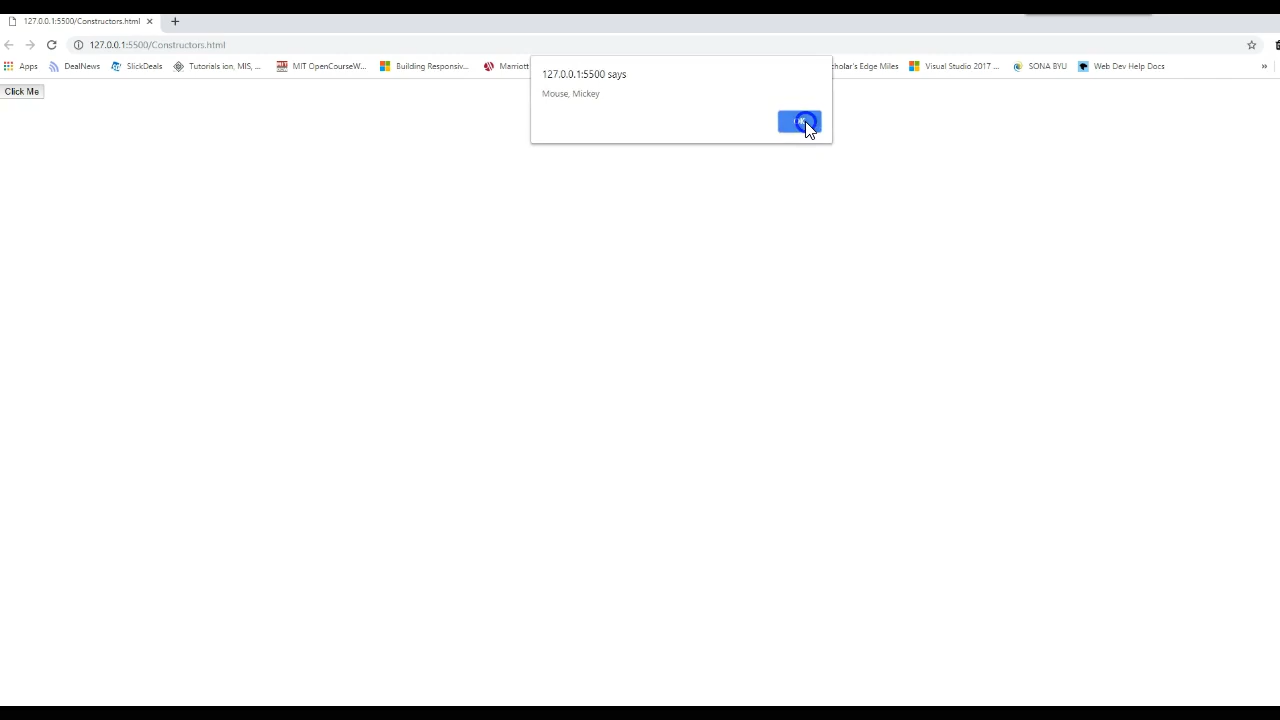 127.0.0.1:5500/Constructors.html
127.0.0.1:5500/Constructors.html
Apps DealNews SlickDeals Tutorials ion, MIS, ... MIT OpenCourseW... Building Responsiv... Marriott holar's Edge Miles Visual Studio 2017 ... SONA BYU Web Dev Help Docs »
127.0.0.1:5500 says
Click Me
Mouse, Mickey
OK